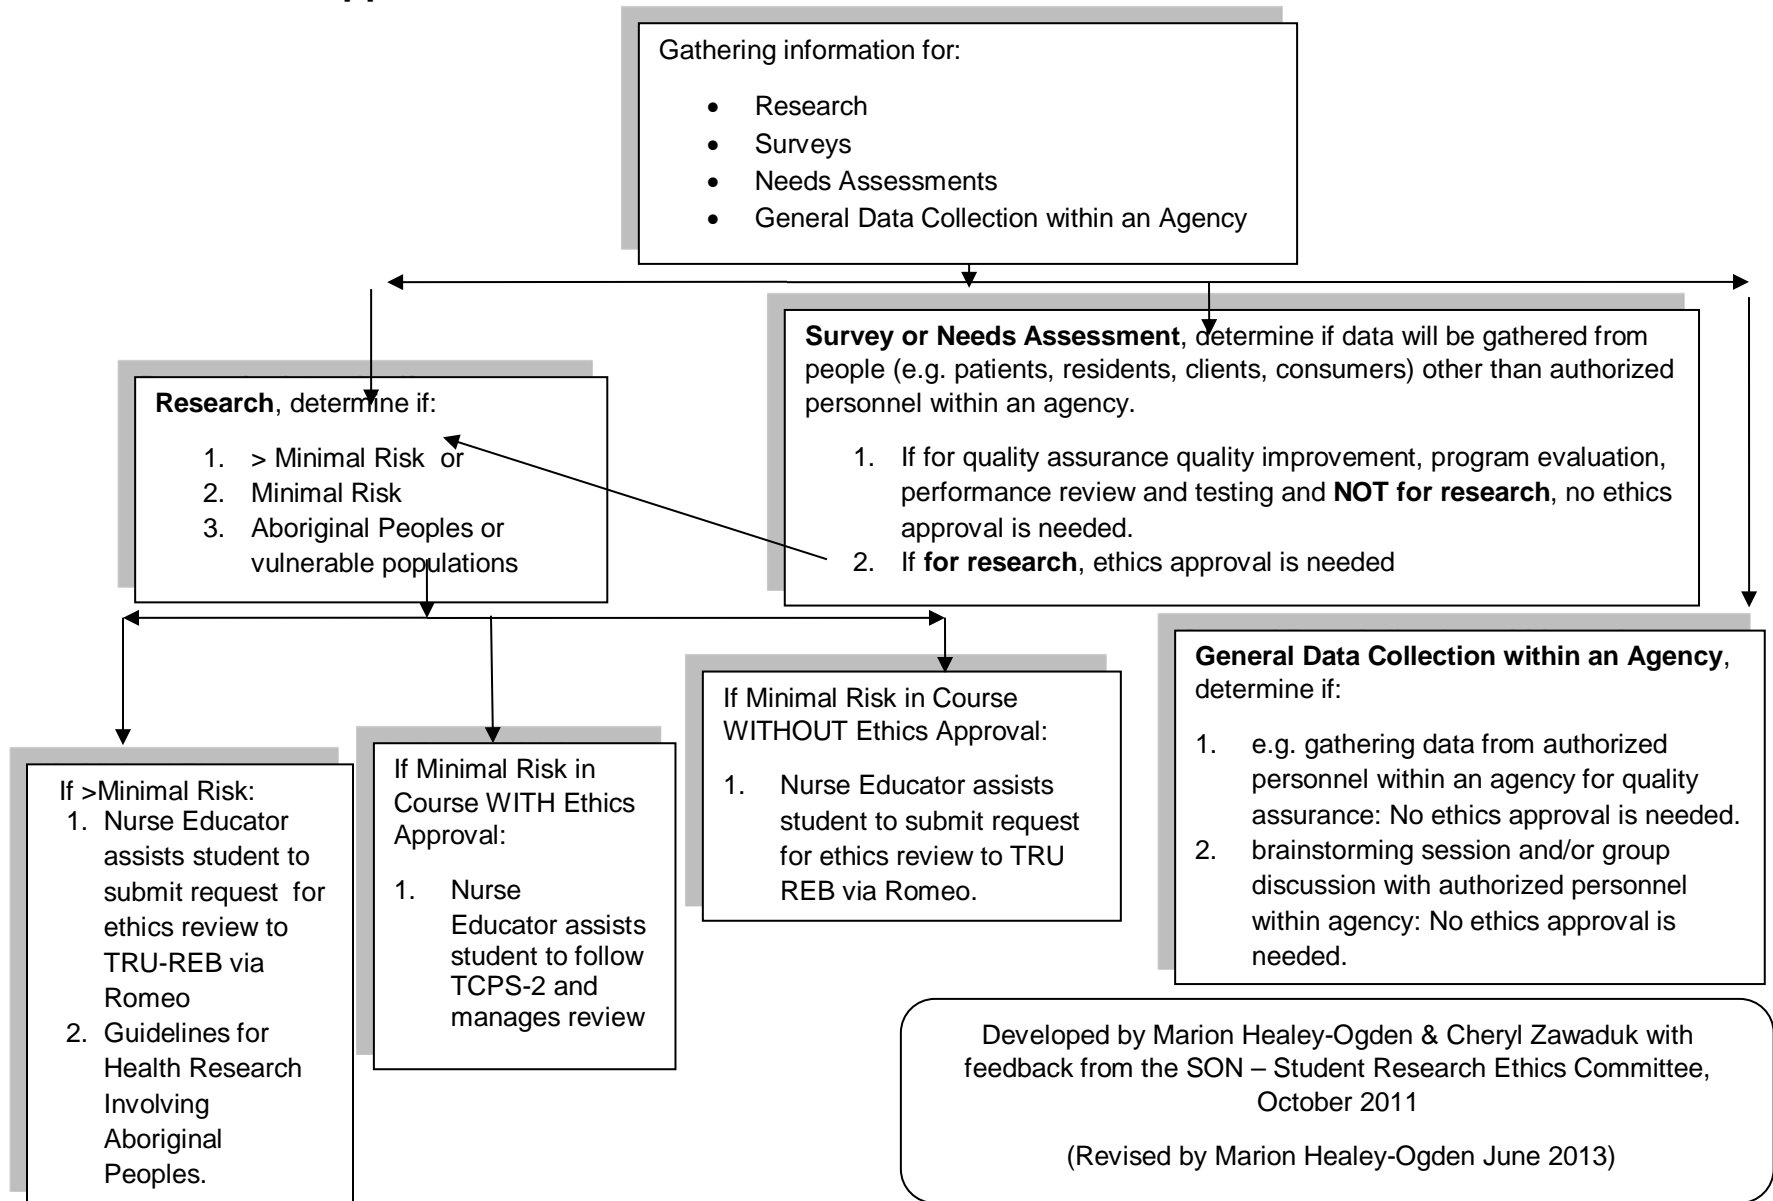 Gathering information for:
• Research
• Surveys
• Needs Assessments
• General Data Collection within an Agency
Survey or Needs Assessment, determine if data will be gathered from
people (e.g. patients, residents, clients, consumers) other than authorized
personnel within an agency.
1. If for quality assurance quality improvement, program evaluation,
performance review and testing and NOT for research, no ethics
approval is needed.
2. If for research, ethics approval is needed
Research, determine if:
1. > Minimal Risk or
2. Minimal Risk
3. Aboriginal Peoples or
vulnerable populations
If >Minimal Risk:
1. Nurse Educator
assists student to
submit request for
ethics review to
TRU-REB via
Romeo
2. Guidelines for
Health Research
Involving
Aboriginal
Peoples.
If Minimal Risk in
Course WITH Ethics
Approval:
1. Nurse
Educator assists
student to follow
TCPS-2 and
manages review
If Minimal Risk in Course
WITHOUT Ethics Approval:
1. Nurse Educator assists
student to submit request
for ethics review to TRU
REB via Romeo.
General Data Collection within an Agency,
determine if:
1. e.g. gathering data from authorized
personnel within an agency for quality
assurance: No ethics approval is needed.
2. brainstorming session and/or group
discussion with authorized personnel
within agency: No ethics approval is
needed.
Developed by Marion Healey-Ogden & Cheryl Zawaduk with
feedback from the SON – Student Research Ethics Committee,
October 2011
(Revised by Marion Healey-Ogden June 2013)